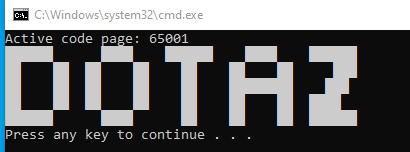 C:\Windows\system32\cmd.exe
Active code page: 65001
DOTAZ
Press any key to continue . . .